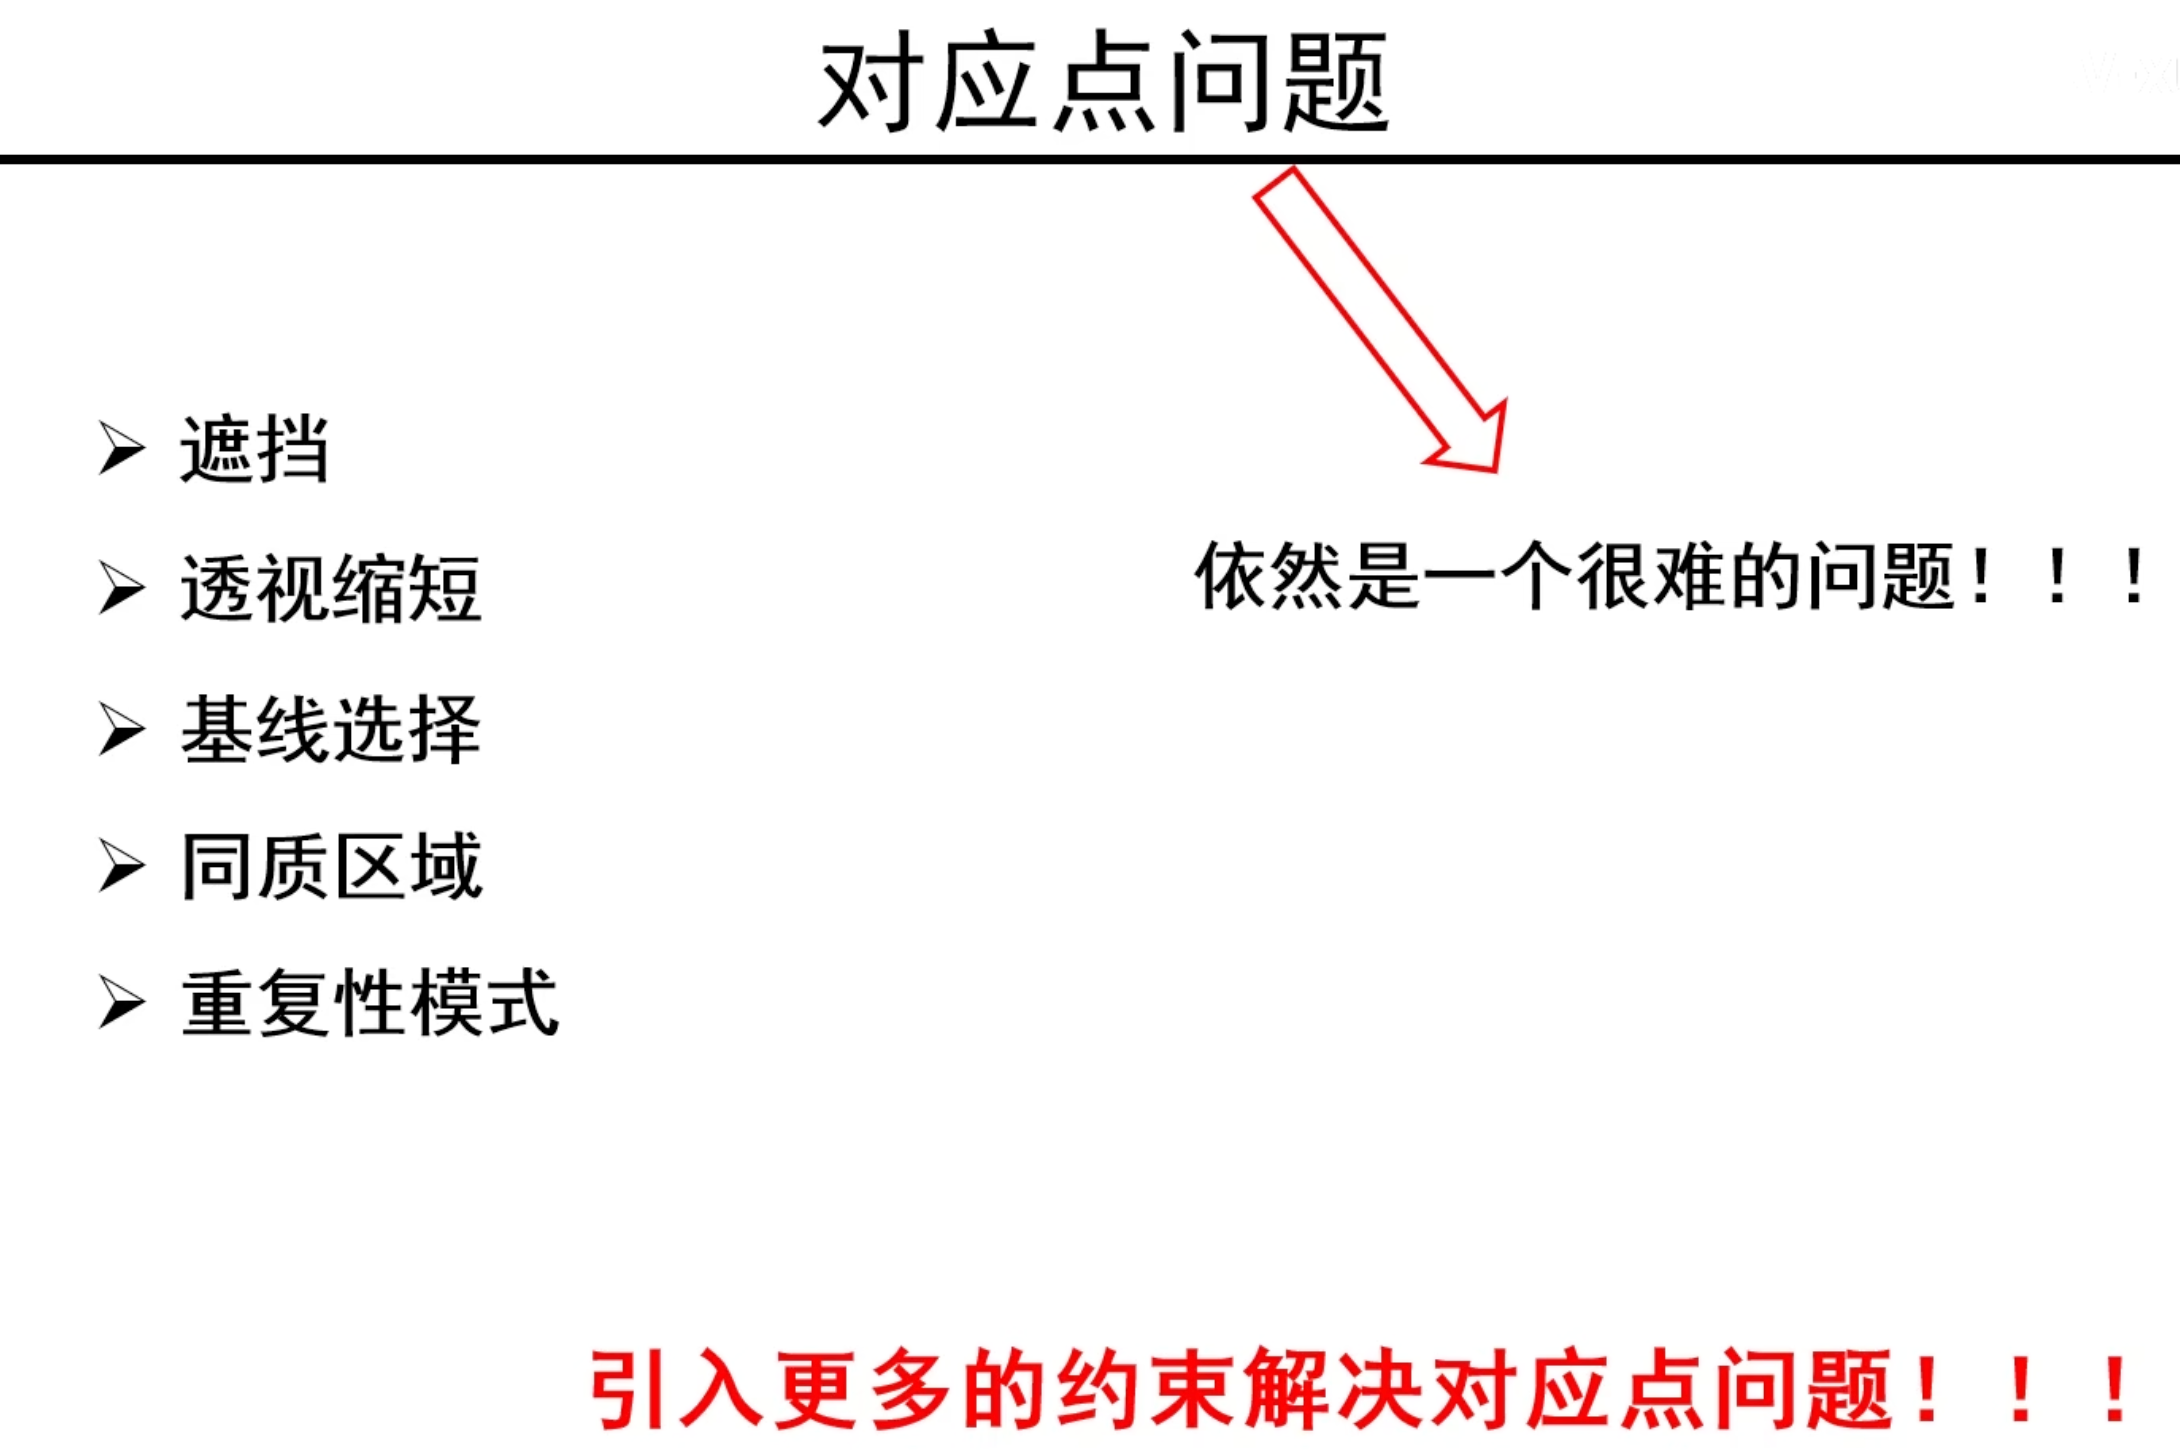 对应点问题
遮挡
透视缩短
基线选择
同质区域
重复性模式
依然是一个很难的问题！！！
引入更多的约束解决对应点问题！！！